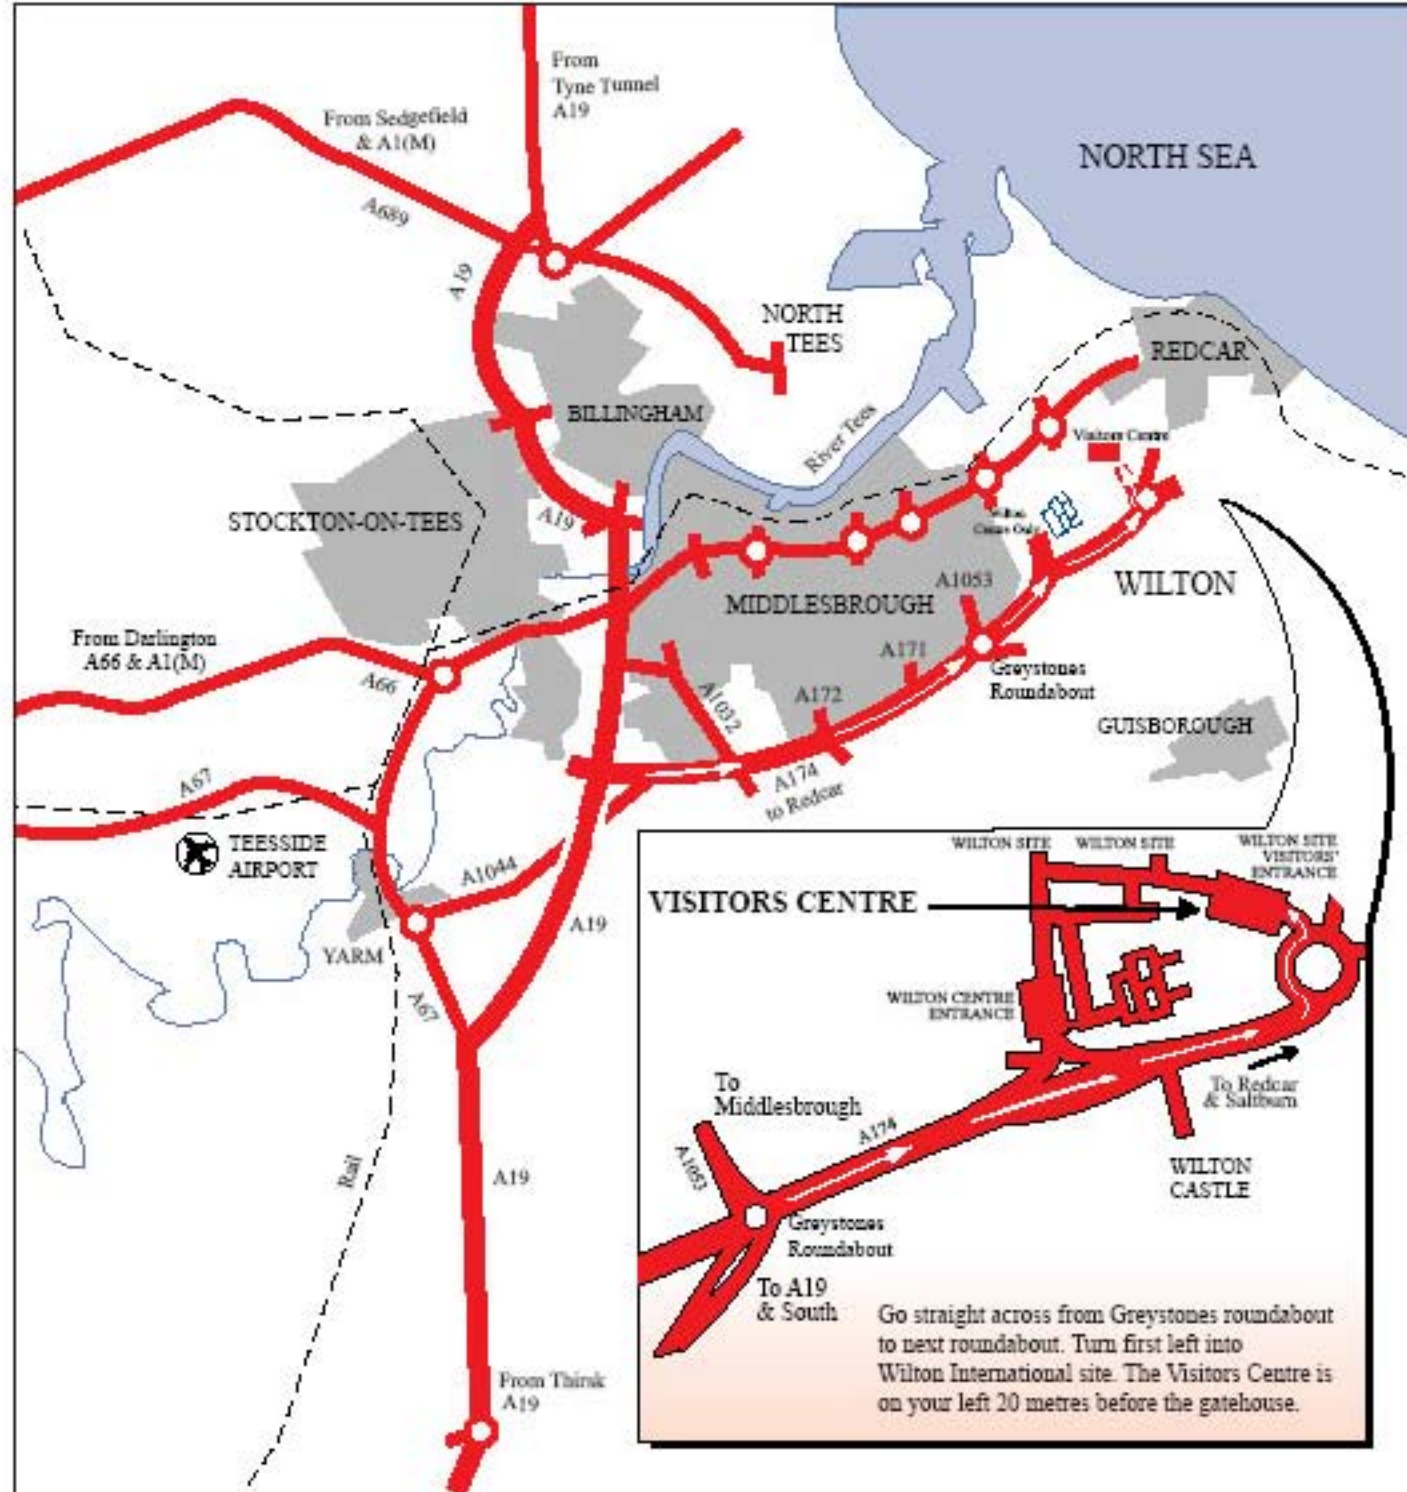 From
Tyne Tunnel
A19
From Sedgefield
& A1(M)
A689
NORTH SEA
A19
NORTH
TEES
REDCAR
BILLINGHAM
River Tees
Visitors Centre
STOCKTON-ON-TEES
A19
Wilton
Centre Only
WILTON
A1053
MIDDLESBROUGH
From Darlington
A66 & A1(M)
A66
A171
Greystones
Roundabout
A1032
A172
GUISBOROUGH
A174
to Redcar
A67
TEESSIDE
AIRPORT
A1044
A19
YARM
A67
Rail
A19
From Thirsk
A19
WILTON SITE
WILTON SITE
WILTON SITE
VISITORS'
ENTRANCE
VISITORS CENTRE
WILTON CENTRE
ENTRANCE
To
Middlesbrough
A174
To Redcar
& Saltburn
A1053
WILTON
CASTLE
Greystones
Roundabout
To A19
& South
Go straight across from Greystones roundabout
to next roundabout. Turn first left into
Wilton International site. The Visitors Centre is
on your left 20 metres before the gatehouse.